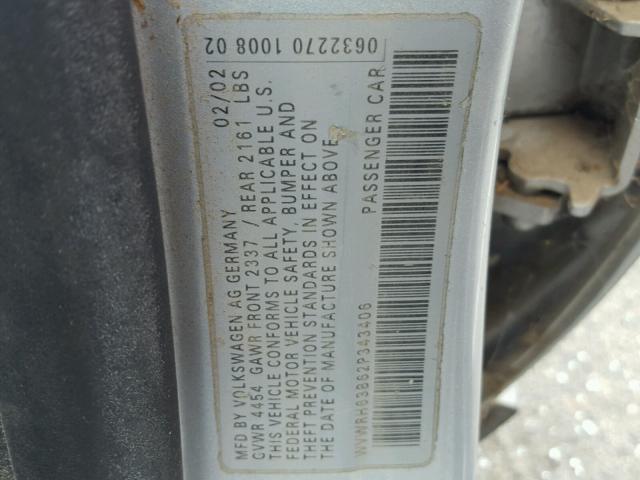 0632270 1008 02
MFD BY VOLKSWAGEN AG GERMANY 02/02
GVWR 4454 GAWR FRONT 2337 / REAR 2161 LBS
THIS VEHICLE CONFORMS TO ALL APPLICABLE U.S.
FEDERAL MOTOR VEHICLE SAFETY, BUMPER AND
THEFT PREVENTION STANDARDS IN EFFECT ON
THE DATE OF MANUFACTURE SHOWN ABOVE
PASSENGER CAR
WVWRH63B62P343406